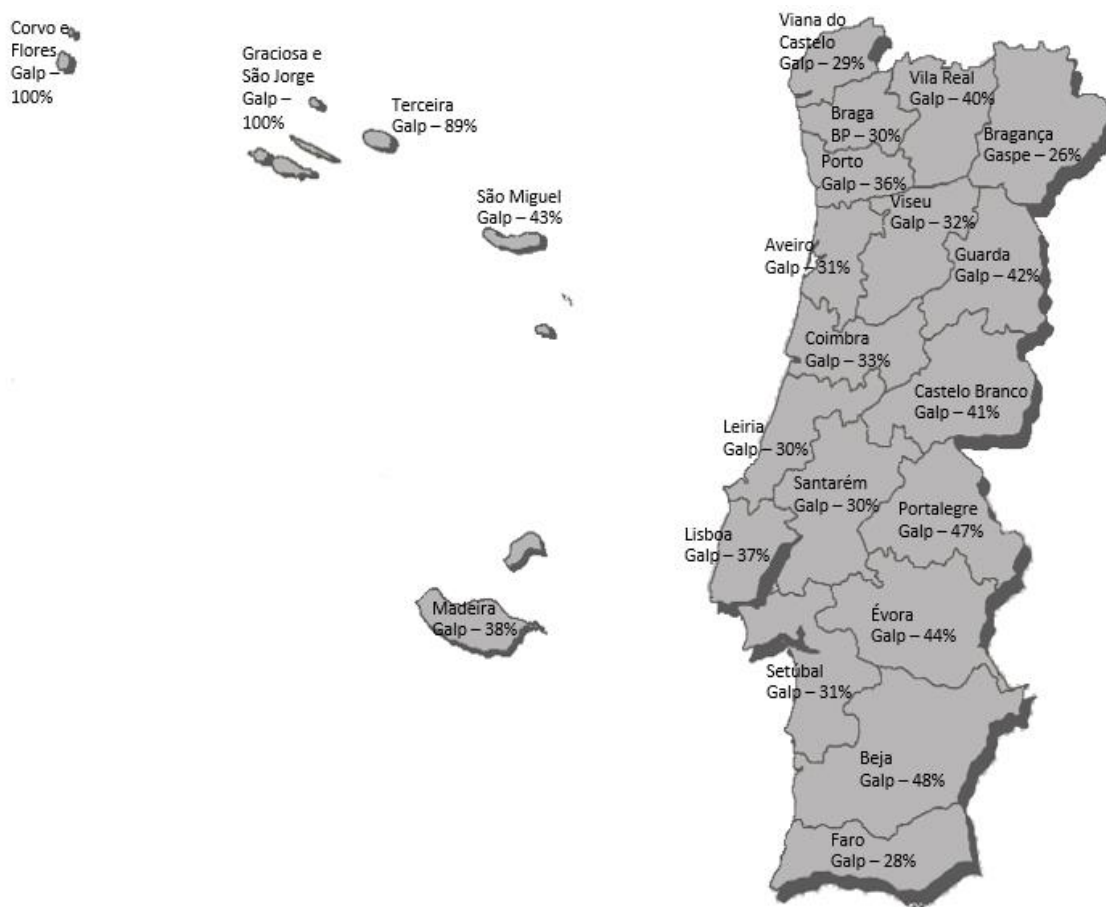 Corvo e
Flores
Galp –
100%
Graciosa e
São Jorge
Galp –
100%
Terceira
Galp – 89%
São Miguel
Galp – 43%
Madeira
Galp – 38%
Viana do
Castelo
Galp – 29%
Vila Real
Galp – 40%
Braga
BP – 30%
Bragança
Gaspe – 26%
Porto
Galp – 36%
Viseu
Galp – 32%
Aveiro
Galp – 31%
Guarda
Galp – 42%
Coimbra
Galp – 33%
Castelo Branco
Galp – 41%
Leiria
Galp – 30%
Santarém
Galp – 30%
Portalegre
Galp – 47%
Lisboa
Galp – 37%
Évora
Galp – 44%
Setúbal
Galp – 31%
Beja
Galp – 48%
Faro
Galp – 28%